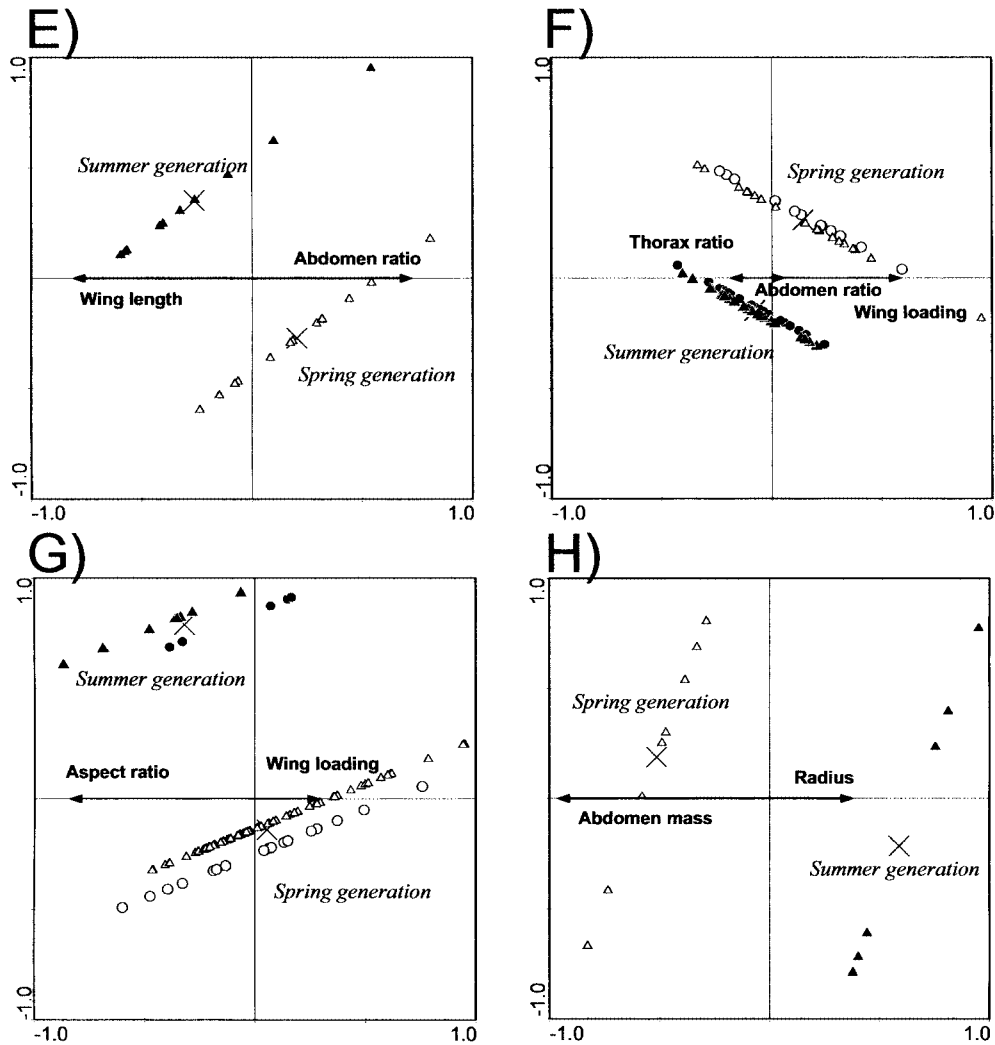 E)
1.0
Summer generation
Abdomen ratio
Wing length
Spring generation
-1.0
-1.0
1.0
F)
1.0
Spring generation
Thorax ratio
Abdomen ratio
Wing loading
Summer generation
-1.0
-1.0
1.0
G)
1.0
Summer generation
Aspect ratio
Wing loading
Spring generation
-1.0
-1.0
1.0
H)
1.0
Spring generation
Radius
Abdomen mass
Summer generation
-1.0
-1.0
1.0